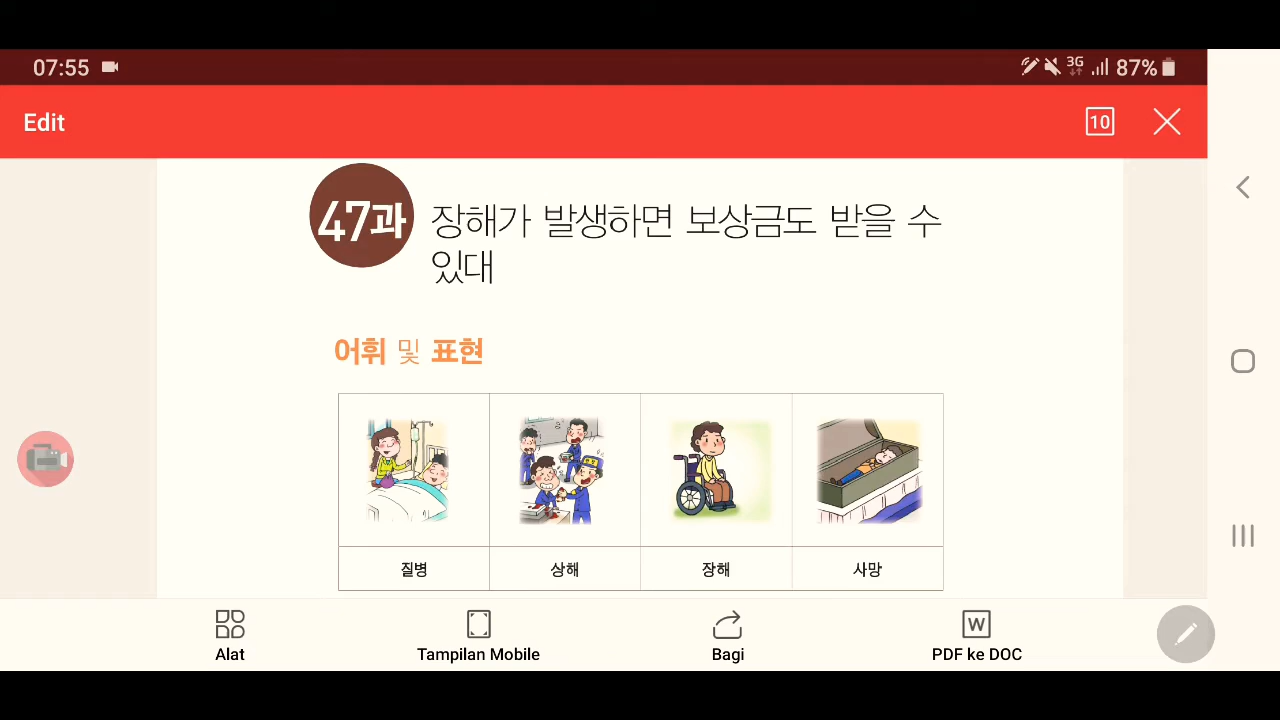 07:55 3G 87%
Edit 10
47과 장해가 발생하면 보상금도 받을 수
있대
어휘 및 표현
질병 상해 장해 사망
Alat Tampilan Mobile Bagi W PDF ke DOC